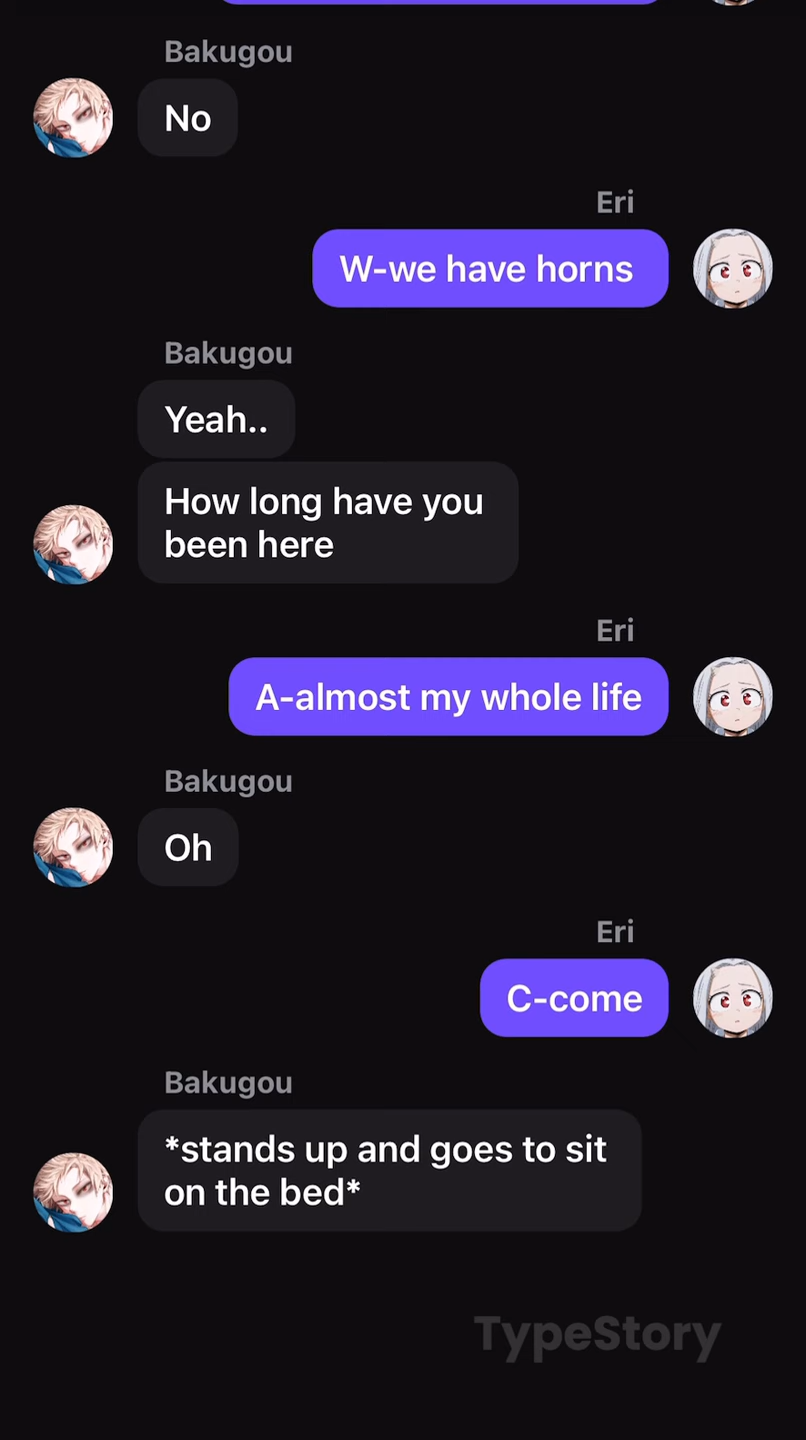 Bakugou
No
Eri
W-we have horns
Bakugou
Yeah..
How long have you
been here
Eri
A-almost my whole life
Bakugou
Oh
Eri
C-come
Bakugou
*stands up and goes to sit
on the bed*
TypeStory